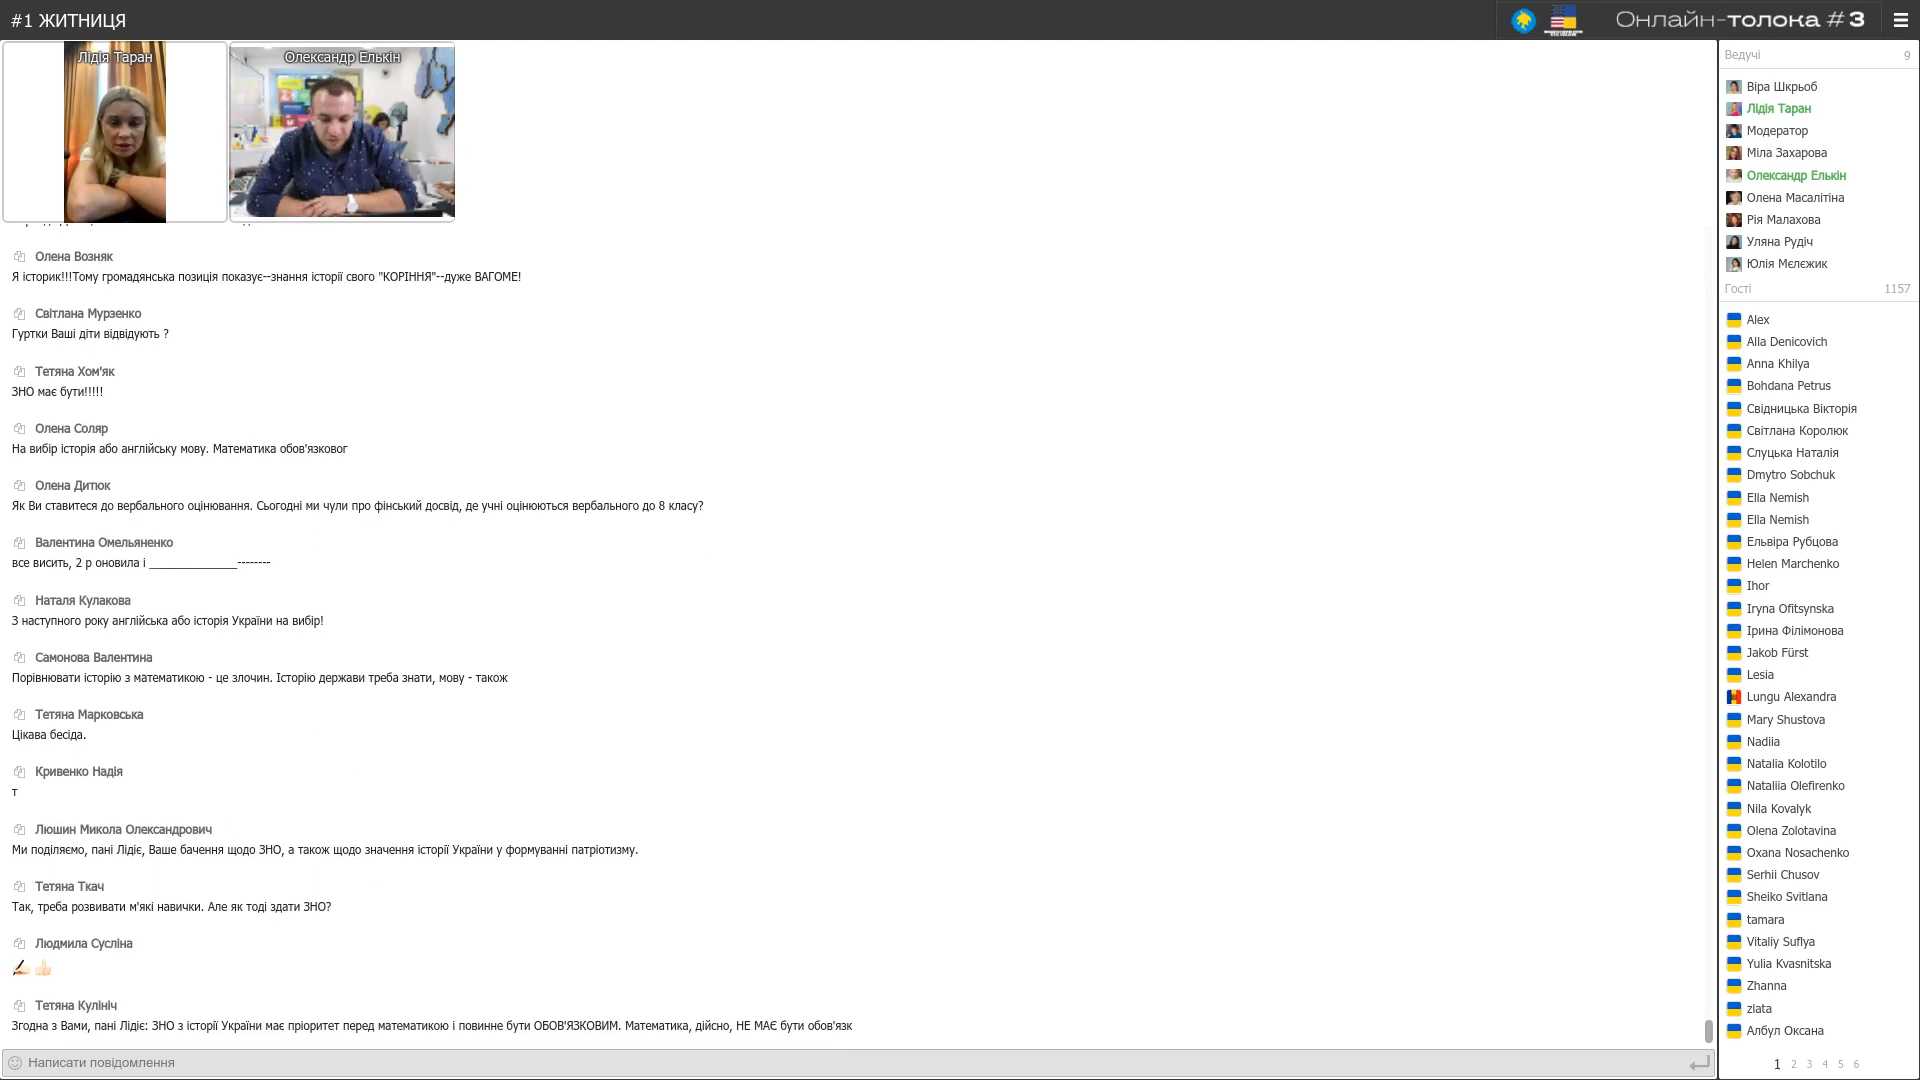 #1 ЖИТНИЦЯ
Онлайн-толока #3
Лідія Таран
Олександр Елькін
Олена Возняк
Я історик!!!Тому громадянська позиція показує--знання історії свого "КОРІННЯ"--дуже ВАГОМЕ!
Світлана Мурзенко
Гуртки Ваші діти відвідують ?
Тетяна Хом'як
ЗНО має бути!!!!!
Олена Соляр
На вибір історія або англійську мову. Математика обов'язковог
Олена Дитюк
Як Ви ставитеся до вербального оцінювання. Сьогодні ми чули про фінський досвід, де учні оцінюються вербального до 8 класу?
Валентина Омельяненко
все висить, 2 р оновила і ________________--------
Наталя Кулакова
З наступного року англійська або історія України на вибір!
Самонова Валентина
Порівнювати історію з математикою - це злочин. Історію держави треба знати, мову - також
Тетяна Марковська
Цікава бесіда.
Кривенко Надія
т
Люшин Микола Олександрович
Ми поділяємо, пані Лідіє, Ваше бачення щодо ЗНО, а також щодо значення історії України у формуванні патріотизму.
Тетяна Ткач
Так, треба розвивати м'які навички. Але як тоді здати ЗНО?
Людмила Сусліна
Тетяна Кулініч
Згодна з Вами, пані Лідіє: ЗНО з історії України має пріоритет перед математикою і повинне бути ОБОВ'ЯЗКОВИМ. Математика, дійсно, НЕ МАЄ бути обов'язк
Написати повідомлення
Ведучі 9
Віра Шкрьоб
Лідія Таран
Модератор
Міла Захарова
Олександр Елькін
Олена Масалітіна
Рія Малахова
Уляна Рудіч
Юлія Мєлєжик
Гості 1157
Alex
Alla Denicovich
Anna Khilya
Bohdana Petrus
Свідницька Вікторія
Світлана Королюк
Слуцька Наталія
Dmytro Sobchuk
Ella Nemish
Ella Nemish
Ельвіра Рубцова
Helen Marchenko
Ihor
Iryna Ofitsynska
Ірина Філімонова
Jakob Fürst
Lesia
Lungu Alexandra
Mary Shustova
Nadiia
Natalia Kolotilo
Nataliia Olefirenko
Nila Kovalyk
Olena Zolotavina
Oxana Nosachenko
Serhii Chusov
Sheiko Svitlana
tamara
Vitaliy Suflya
Yulia Kvasnitska
Zhanna
zlata
Албул Оксана
1 2 3 4 5 6